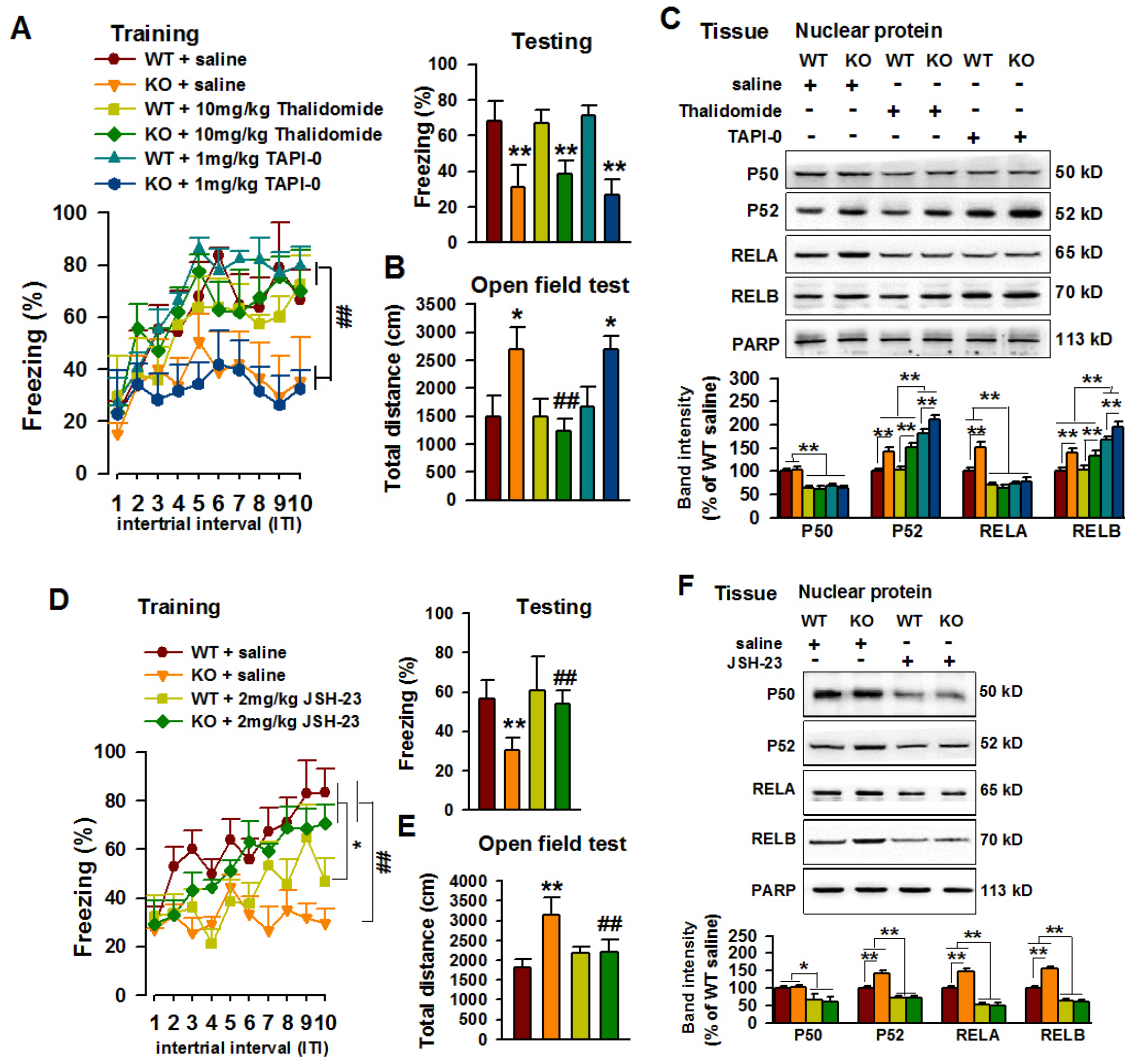 A
Training
WT + saline
KO + saline
WT + 10mg/kg Thalidomide
KO + 10mg/kg Thalidomide
WT + 1mg/kg TAPI-0
KO + 1mg/kg TAPI-0
Freezing (%)
100
80
60
40
20
0
##
1 2 3 4 5 6 7 8 9 10
intertrial interval (ITI)
Testing
Freezing (%)
100
80
60
40
20
0
** ** **
B
Open field test
Total distance (cm)
3500
3000
2500
2000
1500
1000
500
0
* ## *
C
Tissue Nuclear protein
WT KO WT KO WT KO
saline + + - - - -
Thalidomide - - + + - -
TAPI-0 - - - - + +
P50 50 kD
P52 52 kD
RELA 65 kD
RELB 70 kD
PARP 113 kD
Band intensity
(% of WT saline)
300
250
200
150
100
50
0
** ** ** ** ** ** ** ** ** ** ** **
P50 P52 RELA RELB
D
Training
WT + saline
KO + saline
WT + 2mg/kg JSH-23
KO + 2mg/kg JSH-23
Freezing (%)
100
80
60
40
20
0
* ##
1 2 3 4 5 6 7 8 9 10
intertrial interval (ITI)
Testing
Freezing (%)
100
80
60
40
20
0
** ##
E
Open field test
Total distance (cm)
4000
3500
3000
2500
2000
1500
1000
500
0
** ##
F
Tissue Nuclear protein
WT KO WT KO
saline + + - -
JSH-23 - - + +
P50 50 kD
P52 52 kD
RELA 65 kD
RELB 70 kD
PARP 113 kD
Band intensity
(% of WT saline)
250
200
150
100
50
0
* ** ** ** ** ** **
P50 P52 RELA RELB